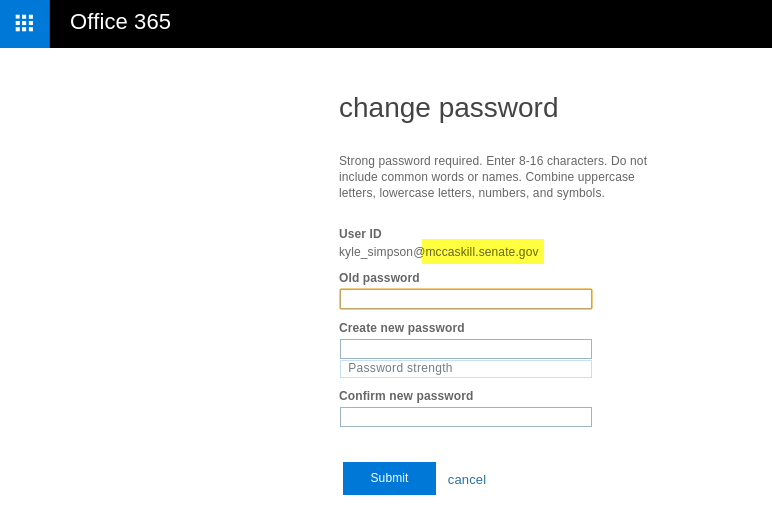 Office 365
change password
Strong password required. Enter 8-16 characters. Do not
include common words or names. Combine uppercase
letters, lowercase letters, numbers, and symbols.
User ID
kyle_simpson@mccaskill.senate.gov
Old password
Create new password
Password strength
Confirm new password
Submit cancel